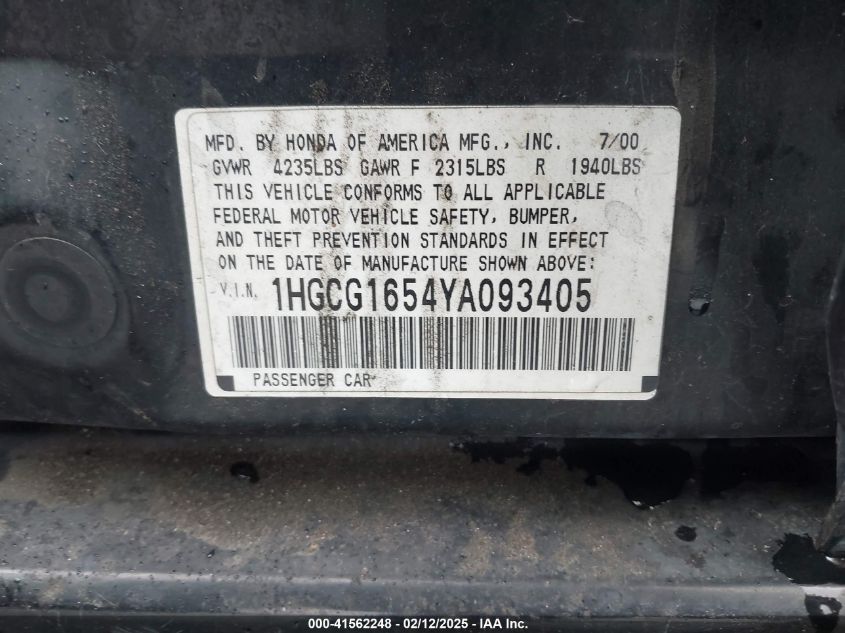 MFD. BY HONDA OF AMERICA MFG., INC. 7/00
GVWR 4235LBS GAWR F 2315LBS R 1940LBS
THIS VEHICLE CONFORMS TO ALL APPLICABLE
FEDERAL MOTOR VEHICLE SAFETY, BUMPER,
AND THEFT PREVENTION STANDARDS IN EFFECT
ON THE DATE OF MANUFACTURE SHOWN ABOVE:
V.I.N. 1HGCG1654YA093405
PASSENGER CAR
000-41562248 - 02/12/2025 - IAA Inc.